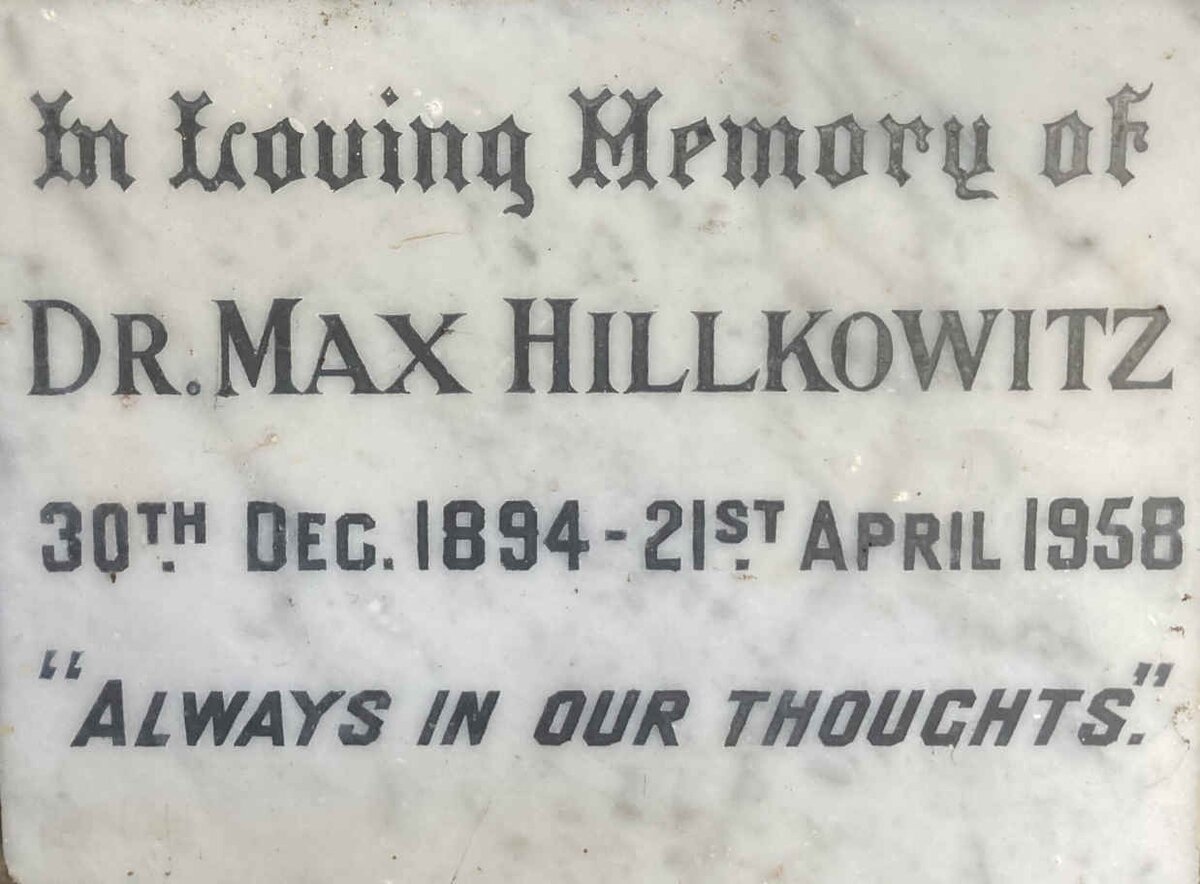 In Loving Memory of
DR. MAX HILLKOWITZ
30TH. DEC. 1894 - 21ST. APRIL 1958
"ALWAYS IN OUR THOUGHTS."